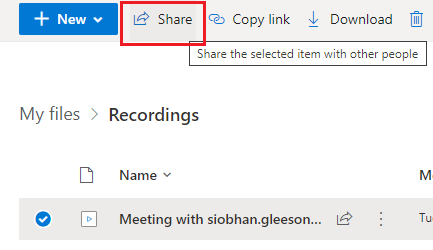 New Share Copy link Download
Share the selected item with other people
My files > Recordings
Name M
Meeting with siobhan.gleeson... Tu